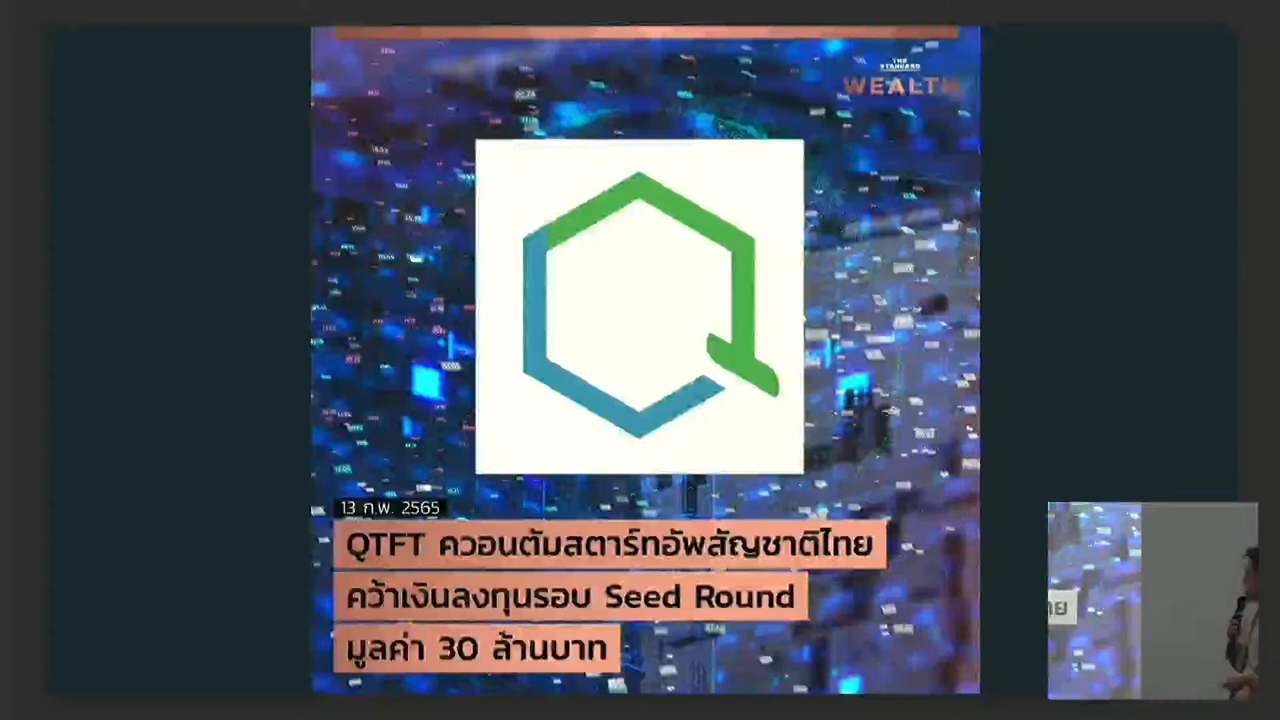 THE
STANDARD
WEALTH
13 ก.พ. 2565
QTFT ควอนตัมสตาร์ทอัพสัญชาติไทย
คว้าเงินลงทุนรอบ Seed Round
มูลค่า 30 ล้านบาท
ทย